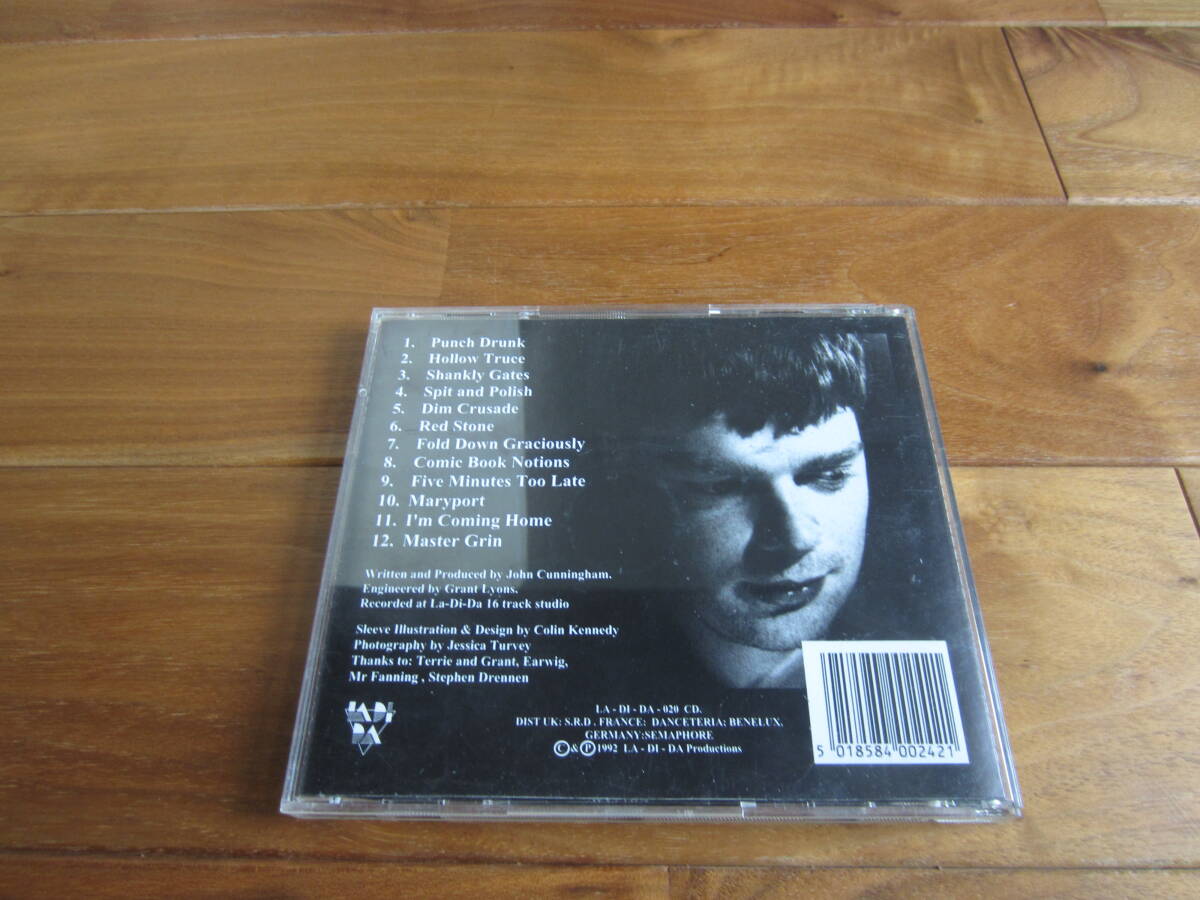 1. Punch Drunk
2. Hollow Truce
3. Shankly Gates
4. Spit and Polish
5. Dim Crusade
6. Red Stone
7. Fold Down Graciously
8. Comic Book Notions
9. Five Minutes Too Late
10. Maryport
11. I'm Coming Home
12. Master Grin
Written and Produced by John Cunningham.
Engineered by Grant Lyons.
Recorded at La-Di-Da 16 track studio
Sleeve Illustration & Design by Colin Kennedy
Photography by Jessica Turvey
Thanks to: Terrie and Grant, Earwig,
Mr Fanning , Stephen Drennen
LA DI
DA
LA - DI - DA - 020 CD.
DIST UK: S.R.D . FRANCE: DANCETERIA: BENELUX.
GERMANY:SEMAPHORE
©&℗1992 LA - DI - DA Productions
5 018584 002421